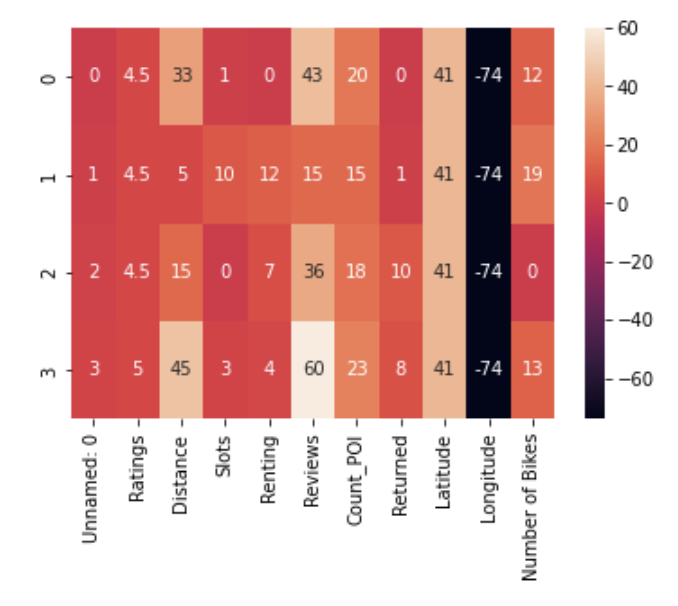 60
0 0 4.5 33 1 0 43 20 0 41 -74 12
40
20
1 1 4.5 5 10 12 15 15 1 41 -74 19
0
−20
2 2 4.5 15 0 7 36 18 10 41 -74 0
−40
3 3 5 45 3 4 60 23 8 41 -74 13
−60
Unnamed: 0
Ratings
Distance
Slots
Renting
Reviews
Count_POI
Returned
Latitude
Longitude
Number of Bikes